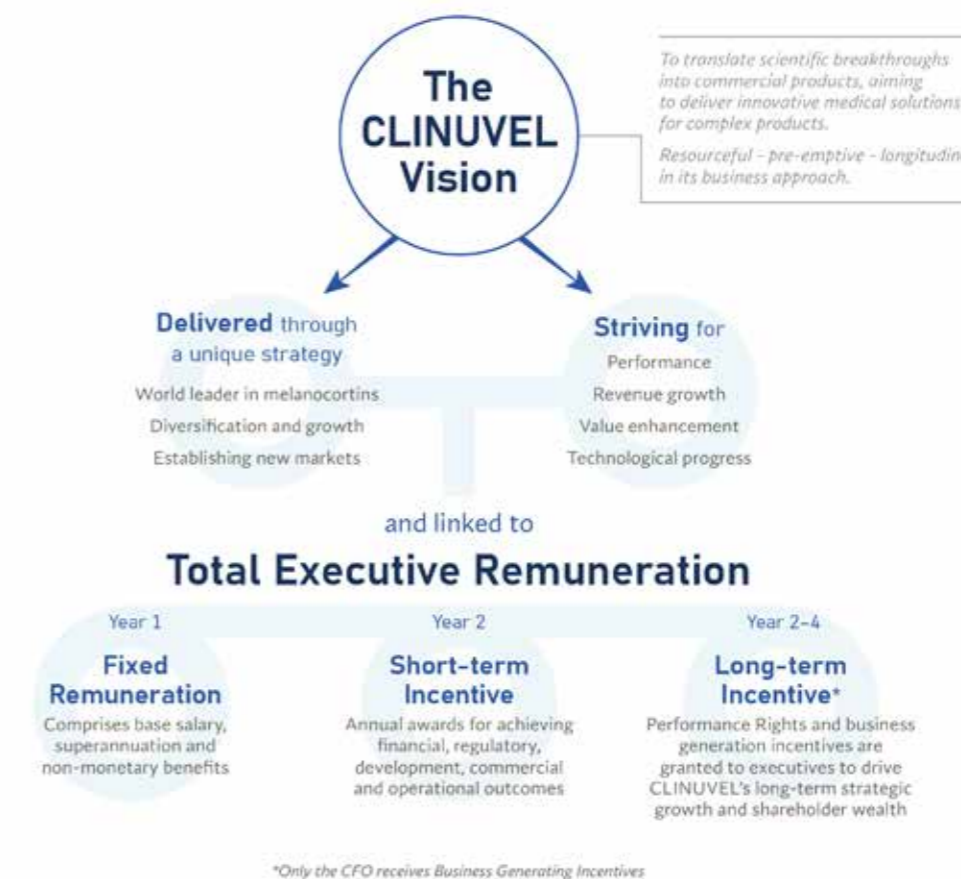 The
CLINUVEL
Vision
To translate scientific breakthroughs
into commercial products, aiming
to deliver innovative medical solutions
for complex products.
Resourceful - pre-emptive -
in its business approach.
Delivered through
a unique strategy
World leader in melanocortins
Diversification and growth
Establishing new markets
Striving for
Performance
Revenue growth
Value enhancement
Technological progress
and linked to
Total Executive Remuneration
Year 1
Fixed
Remuneration
Comprises base salary,
superannuation and
non-monetary benefits
Year 2
Short-term
Incentive
Annual awards for achieving
financial, regulatory,
development, commercial
and operational outcomes
Year 2-4
Long-term
Incentive*
Performance Rights and business
generation incentives are
granted to executives to drive
CLINUVEL's long-term strategic
growth and shareholder wealth
*Only the CFO receives Business Generating Incentives